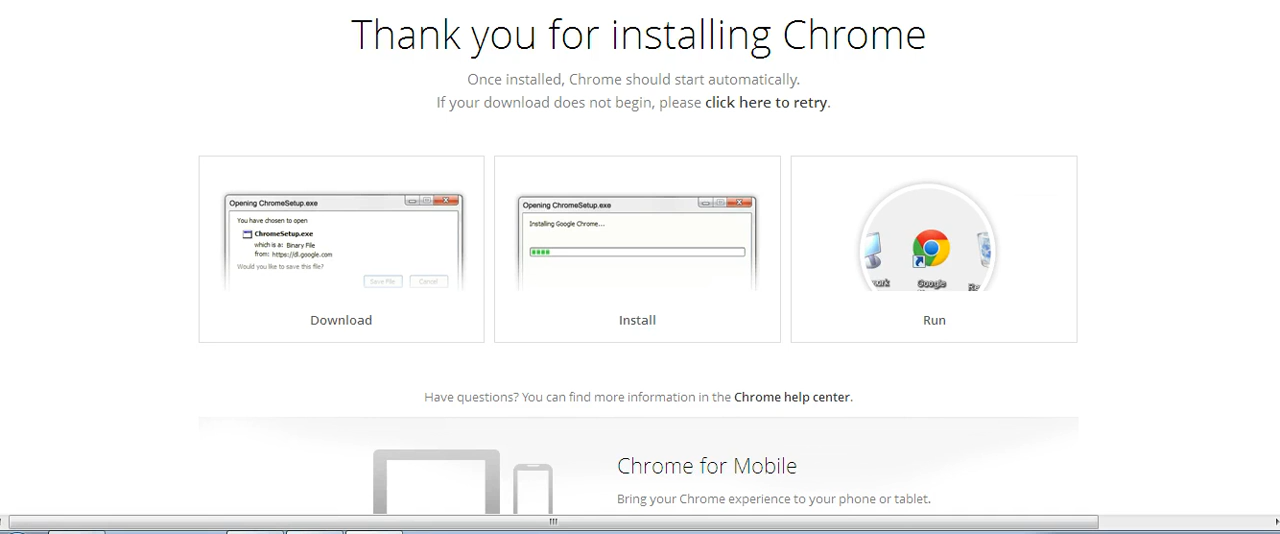 Thank you for installing Chrome
Once installed, Chrome should start automatically.
If your download does not begin, please click here to retry.
Opening ChromeSetup.exe
You have chosen to open
ChromeSetup.exe
which is a: Binary File
from: https://dl.google.com
Would you like to save this file?
Save File Cancel
Download
Opening ChromeSetup.exe
Installing Google Chrome...
Install
Google
Run
Have questions? You can find more information in the Chrome help center.
Chrome for Mobile
Bring your Chrome experience to your phone or tablet.